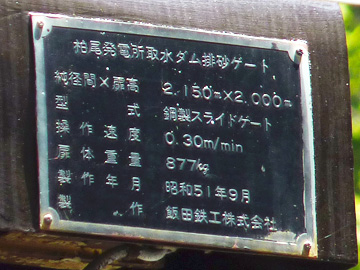 柏尾発電所取水ダム排砂ゲート
純径間×扉高 2.150m×2.000m
型式 鋼製スライドゲート
操作速度 0.30m/min
扉体重量 877kg
製作年月 昭和51年9月
製作 飯田鉄工株式会社